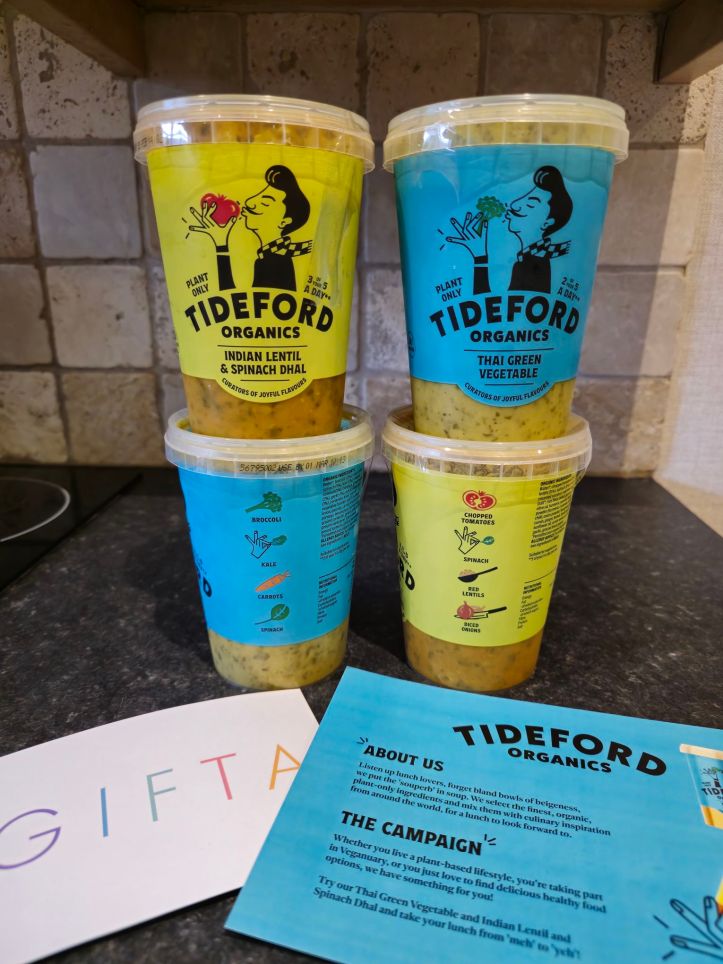 PLANT
ONLY
3 OF
YOUR 5
A DAY**
TIDEFORD
ORGANICS
INDIAN LENTIL
& SPINACH DHAL
CURATORS OF JOYFUL FLAVOURS
PLANT
ONLY
2 OF
YOUR 5
A DAY**
TIDEFORD
ORGANICS
THAI GREEN
VEGETABLE
CURATORS OF JOYFUL FLAVOURS
56795002 USE BY 01 MAR
BROCCOLI
KALE
CARROTS
SPINACH
CHOPPED
TOMATOES
SPINACH
RED
LENTILS
DICED
ONIONS
NUTRITIONAL
INFORMATION
GIFTA
TIDEFORD
ORGANICS
ABOUT US
Listen up lunch lovers, forget bland bowls of beigeness,
we put the 'souperb' in soup. We select the finest, organic,
plant-only ingredients and mix them with culinary inspiration
from around the world, for a lunch to look forward to.
THE CAMPAIGN
Whether you live a plant-based lifestyle, you're taking part
in Veganuary, or you just love to find delicious healthy food
options, we have something for you!
Try our Thai Green Vegetable and Indian Lentil and
Spinach Dhal and take your lunch from 'meh' to 'yeh'!